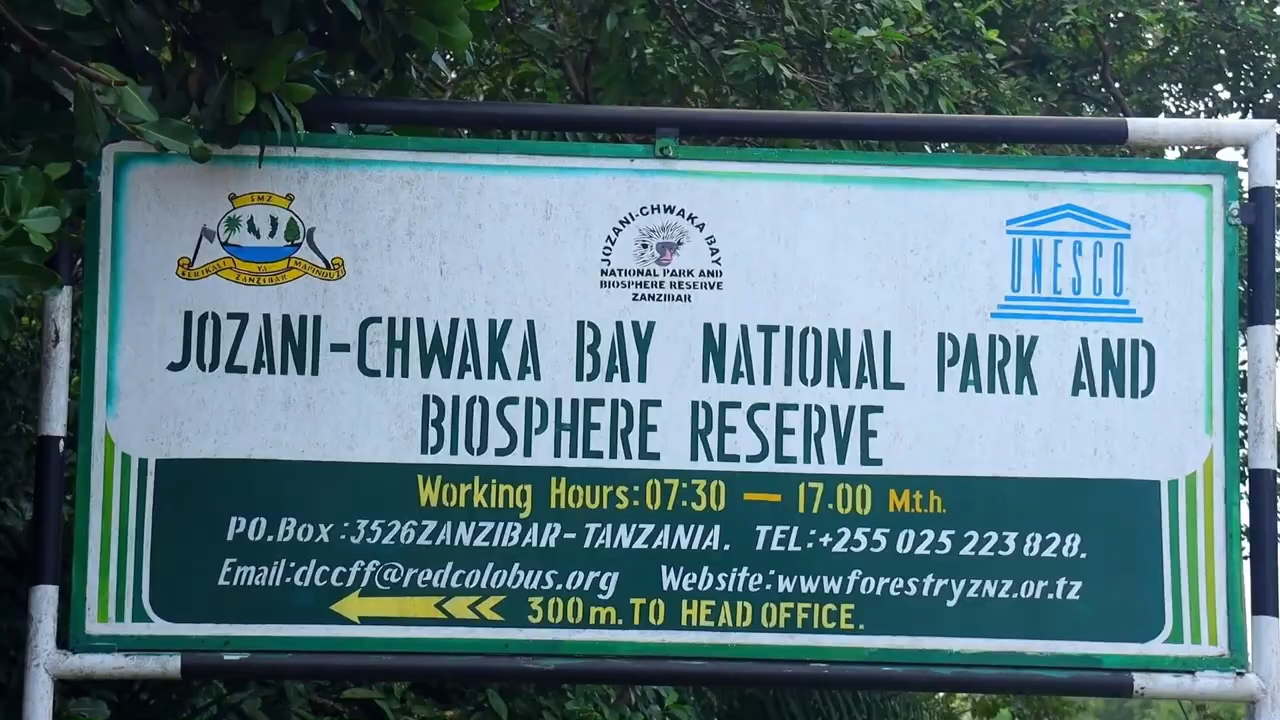 SMZ
SERIKALI YA MAPINDUZI
ZANZIBAR
JOZANI-CHWAKA BAY
NATIONAL PARK AND
BIOSPHERE RESERVE
ZANZIBAR
UNESCO
JOZANI-CHWAKA BAY NATIONAL PARK AND
BIOSPHERE RESERVE
Working Hours:07:30 — 17.00 M.t.h.
P.O.Box:3526ZANZIBAR-TANZANIA. TEL:+255 025 223 828.
Email:dccff@redcolobus.org Website:wwwforestryznz.or.tz
300m. TO HEAD OFFICE.